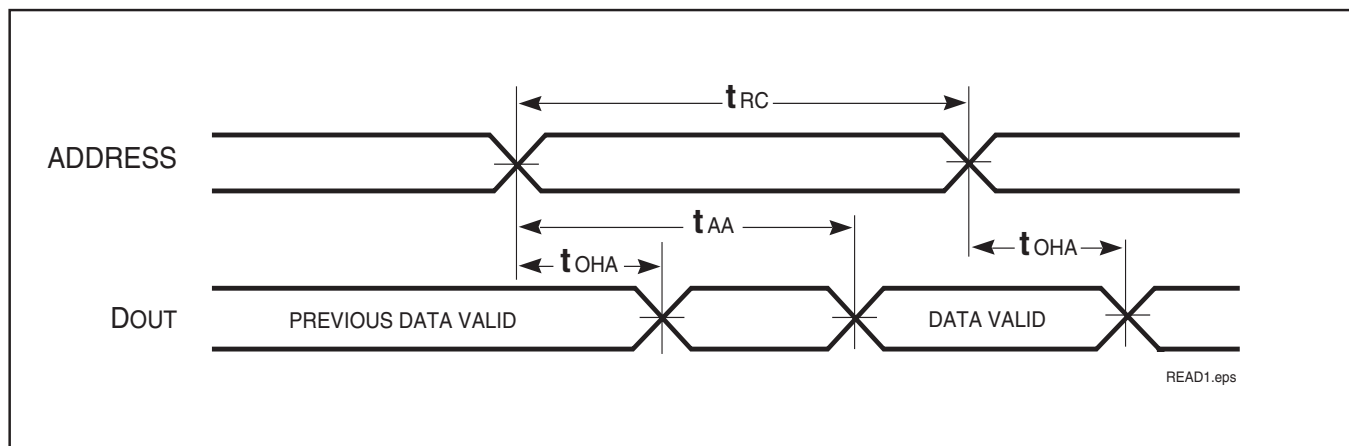 tRC
ADDRESS
tAA
tOHA
tOHA
DOUT
PREVIOUS DATA VALID
DATA VALID
READ1.eps